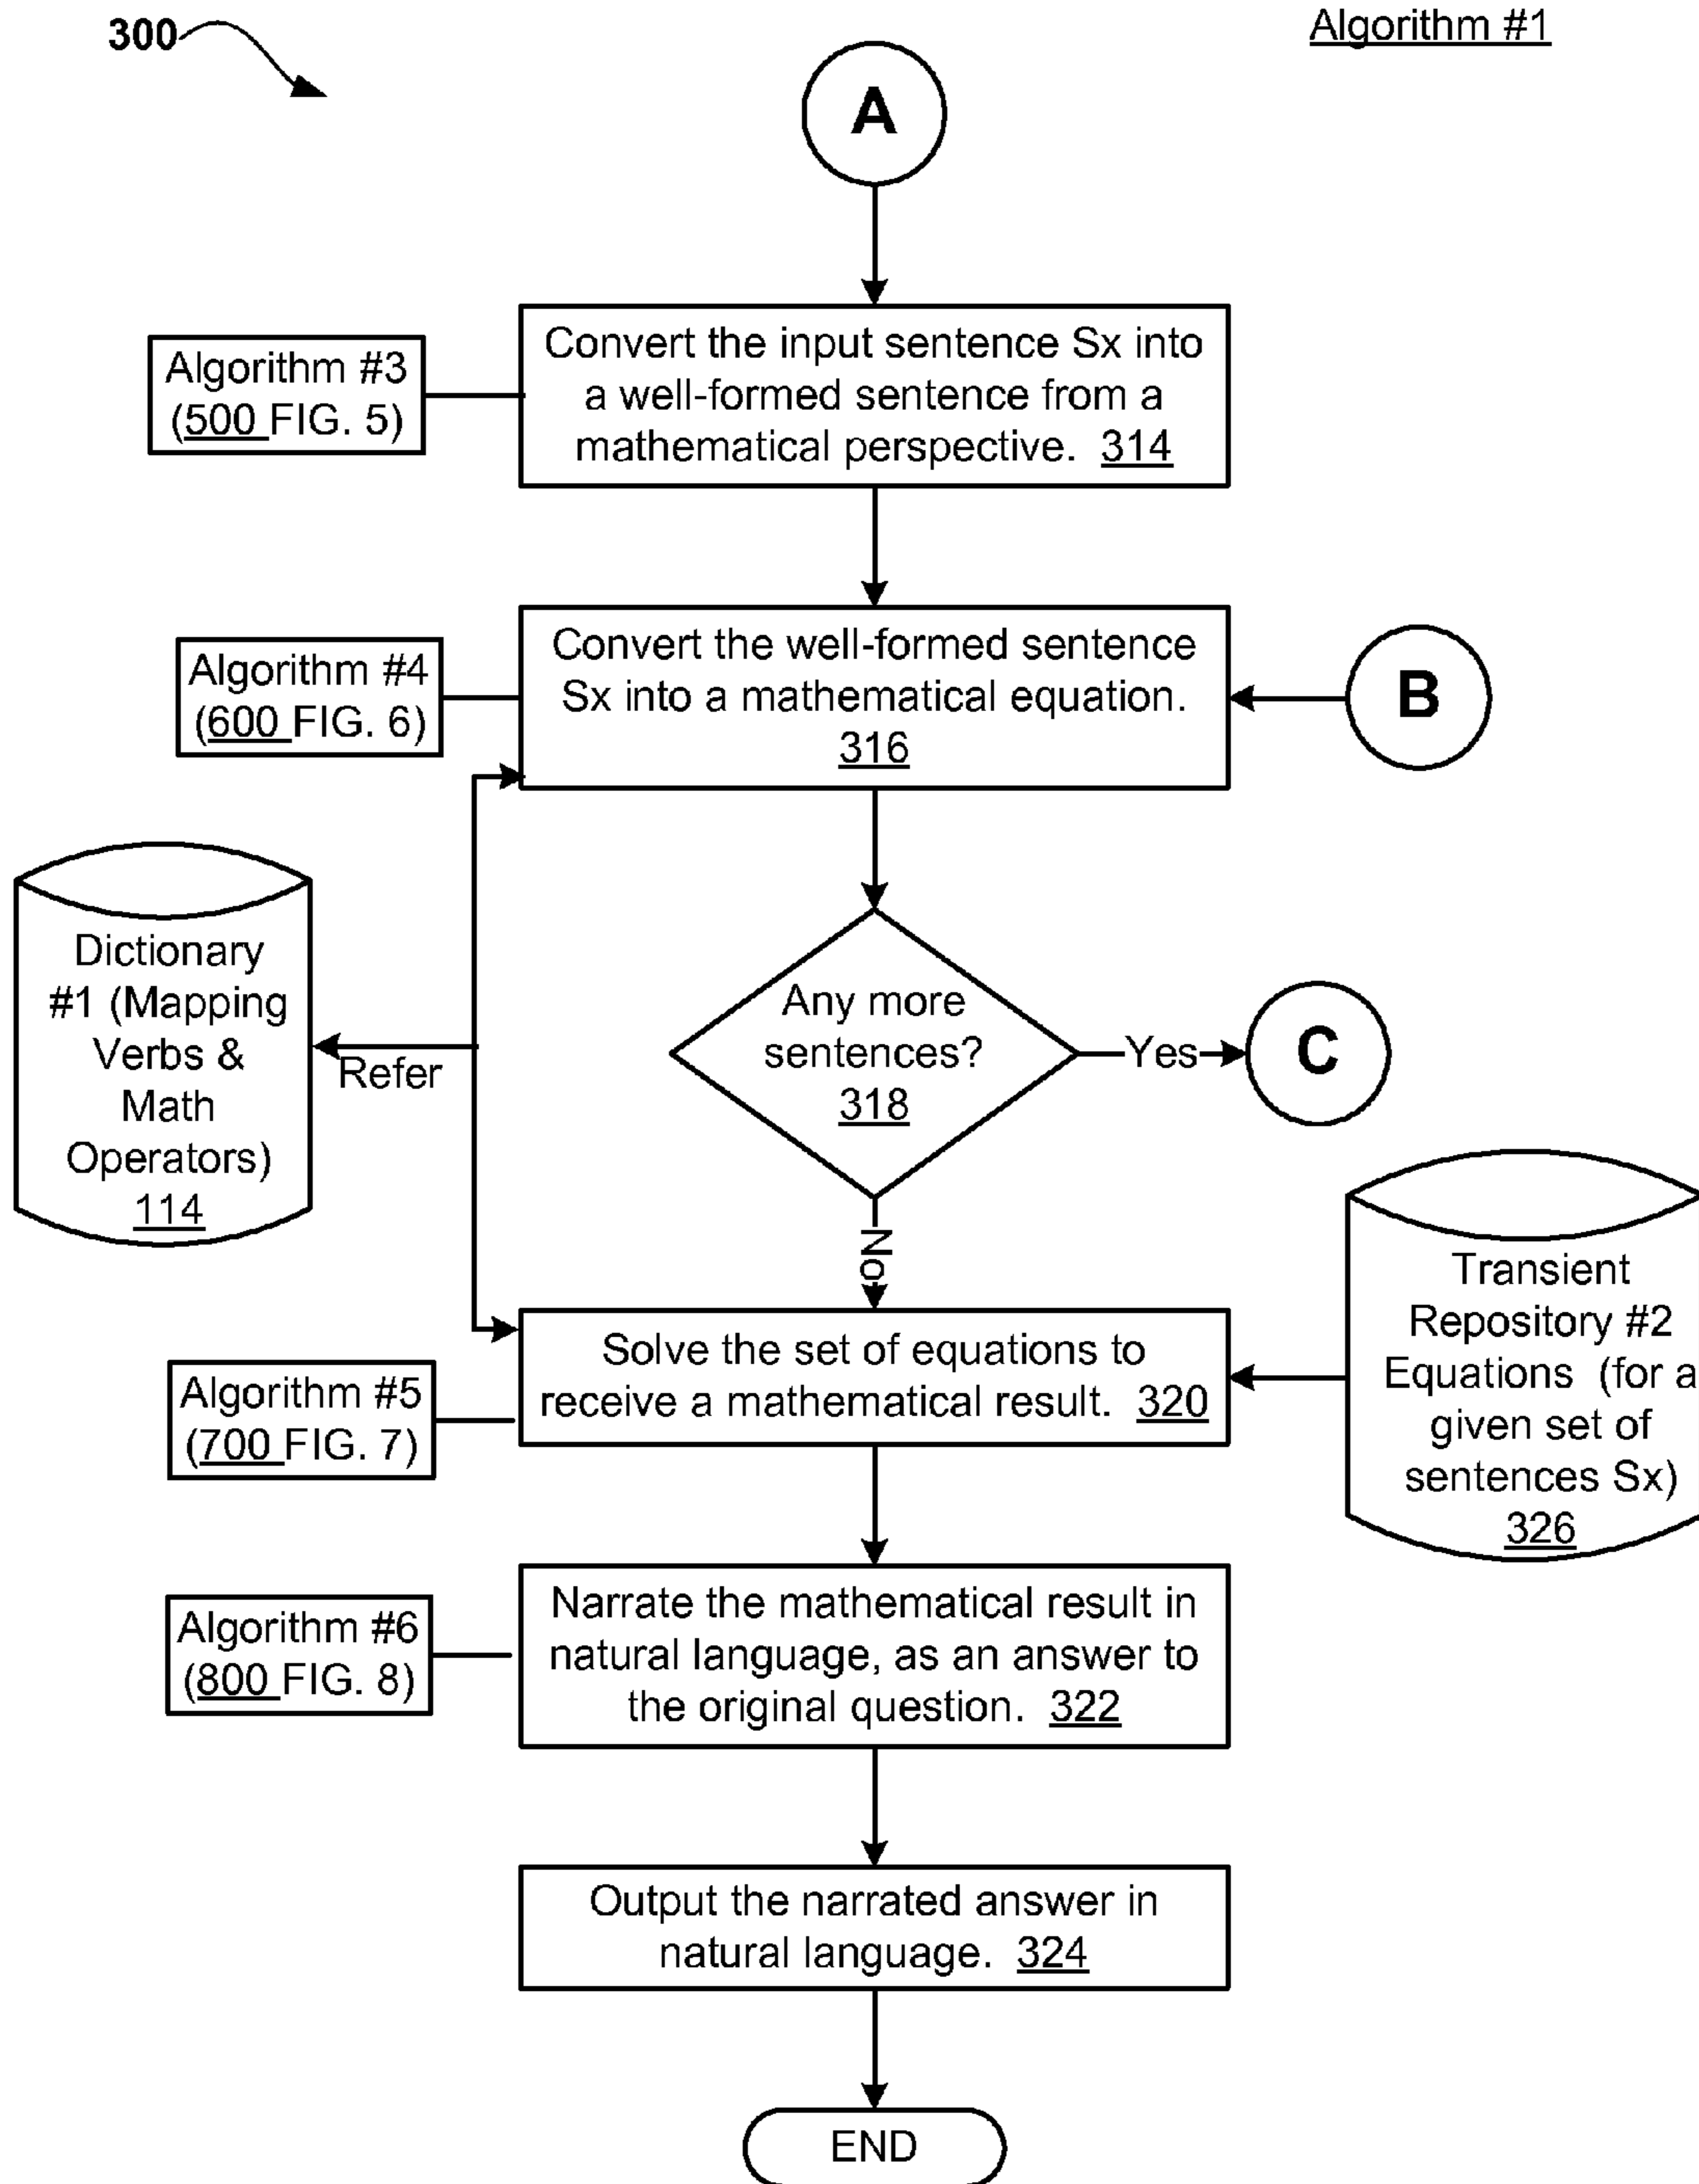 300
Algorithm #1
A
Algorithm #3
(500 FIG. 5)
Convert the input sentence Sx into
a well-formed sentence from a
mathematical perspective. 314
Algorithm #4
(600 FIG. 6)
Convert the well-formed sentence
Sx into a mathematical equation.
316
B
Dictionary
#1 (Mapping
Verbs &
Math
Operators)
114
Refer
Any more
sentences?
318
Yes
C
No
Transient
Repository #2
Equations (for a
given set of
sentences Sx)
326
Algorithm #5
(700 FIG. 7)
Solve the set of equations to
receive a mathematical result. 320
Algorithm #6
(800 FIG. 8)
Narrate the mathematical result in
natural language, as an answer to
the original question. 322
Output the narrated answer in
natural language. 324
END